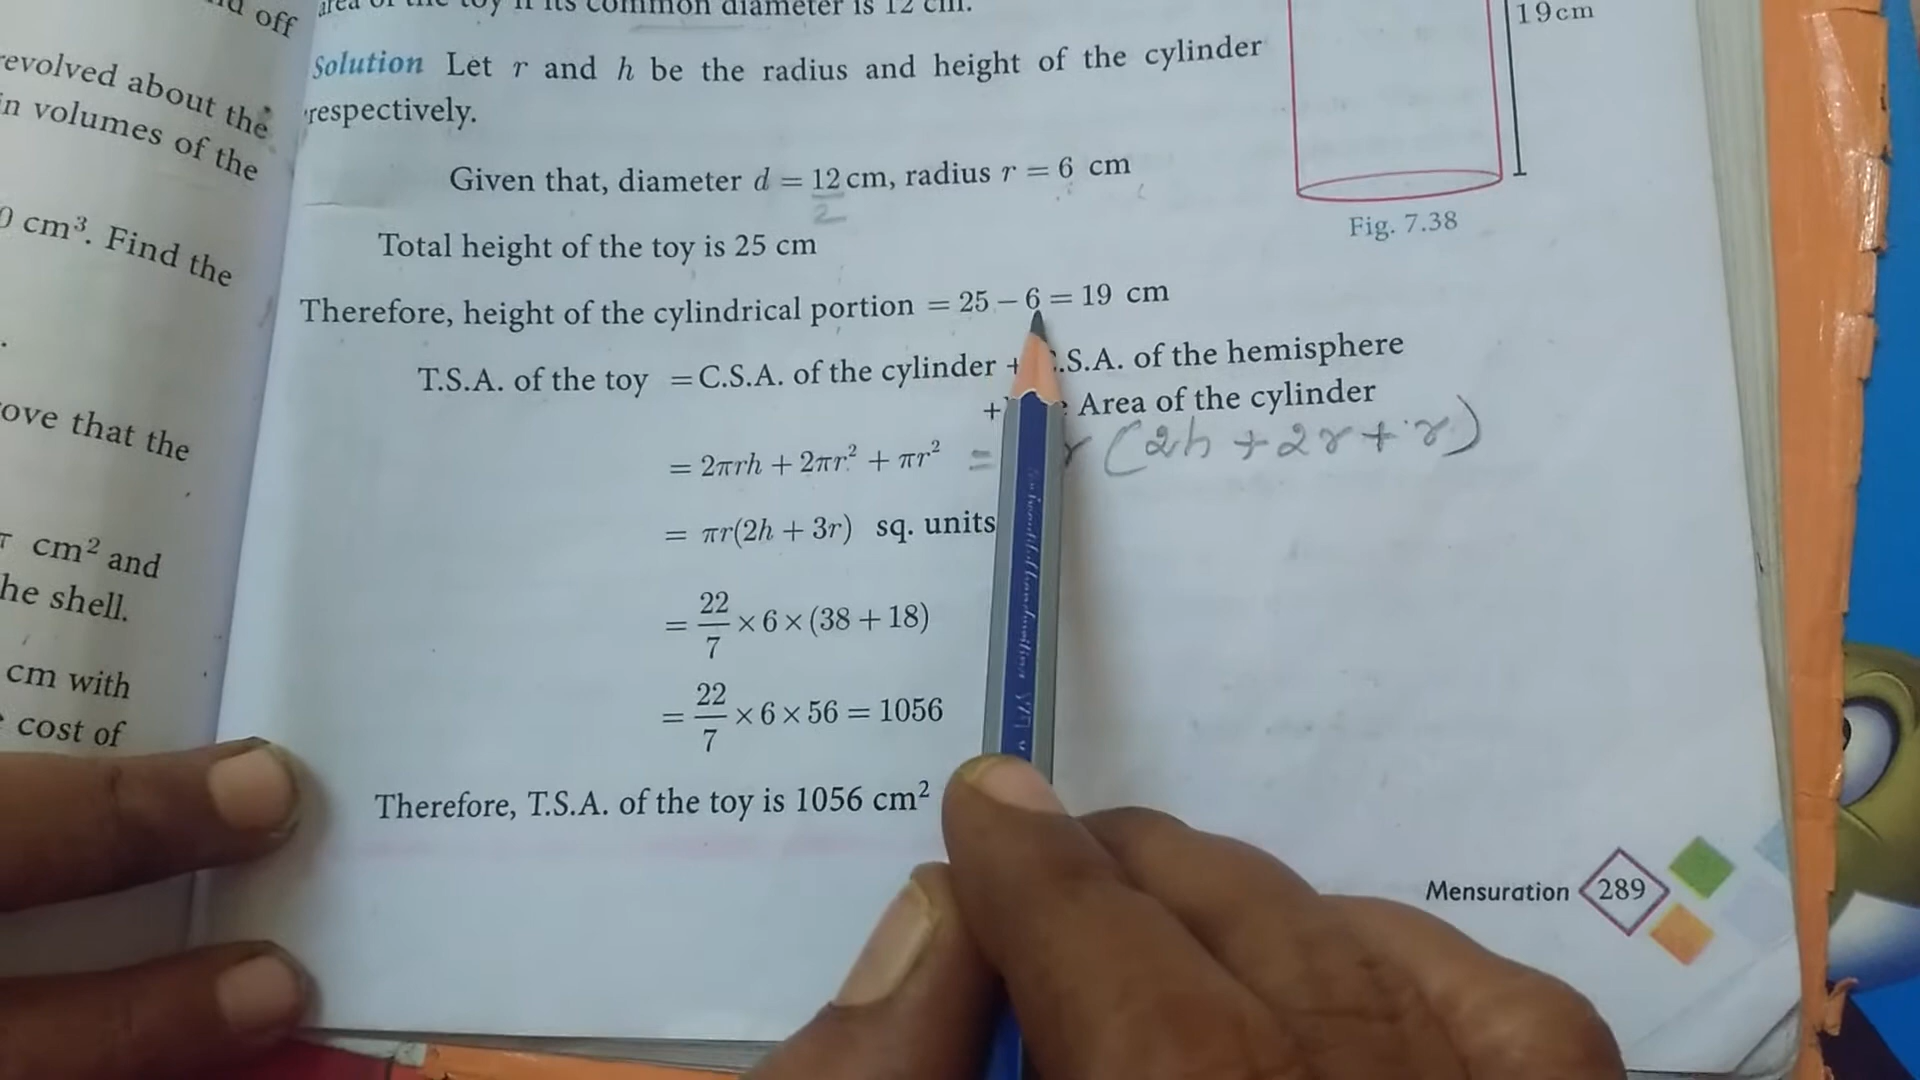 off
area of the toy if its common diameter is 12 cm.
19cm
revolved about the
in volumes of the
cm³. Find the
ove that the
cm² and
he shell.
cm with
cost of
Solution Let r and h be the radius and height of the cylinder
respectively.
Given that, diameter d = 12 cm, radius r = 6 cm
2
Fig. 7.38
Total height of the toy is 25 cm
Therefore, height of the cylindrical portion = 25 − 6 = 19 cm
T.S.A. of the toy = C.S.A. of the cylinder + .S.A. of the hemisphere
+ Area of the cylinder
= 2πrh + 2πr² + πr² = r (2h + 2r + r)
= πr(2h + 3r) sq. units
= 22/7 × 6 × (38 + 18)
= 22/7 × 6 × 56 = 1056
Therefore, T.S.A. of the toy is 1056 cm²
Mensuration 289